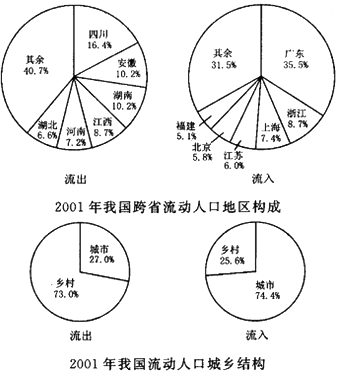 四川
16.4%
安徽
10.2%
湖南
10.2%
江西
8.7%
河南
7.2%
湖北
6.6%
其余
40.7%
流出
广东
35.5%
浙江
8.7%
上海
7.4%
江苏
6.0%
北京
5.8%
福建
5.1%
其余
31.5%
流入
2001年我国跨省流动人口地区构成
城市
27.0%
乡村
73.0%
流出
乡村
25.6%
城市
74.4%
流入
2001年我国流动人口城乡结构